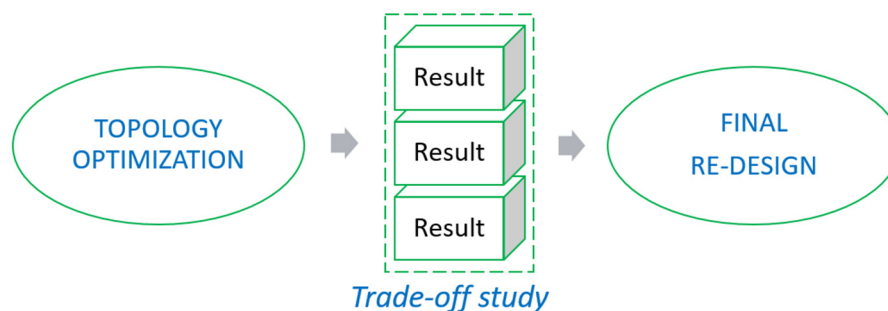 TOPOLOGY
OPTIMIZATION
Result
Result
Result
Trade-off study
FINAL
RE-DESIGN